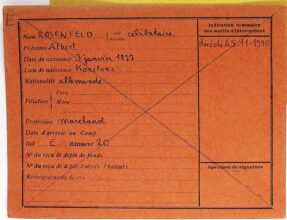 Nom ROSENFELD célibataire
Indication sommaire
des motifs d'internement
Prénoms Albert
décédé 5-11-1940
Date de naissance 3 janvier 1877
Lieu de naissance Konstanz
Nationalité allemande
Filiation
Père
Mère
Profession marchand
Date d'arrivée au Camp
Ilot E Bâtiment 20
N° du reçu de dépôt de fonds
N° du reçu de dépôt d'objets de valeurs
Spécimen de signature
Renseignements divers